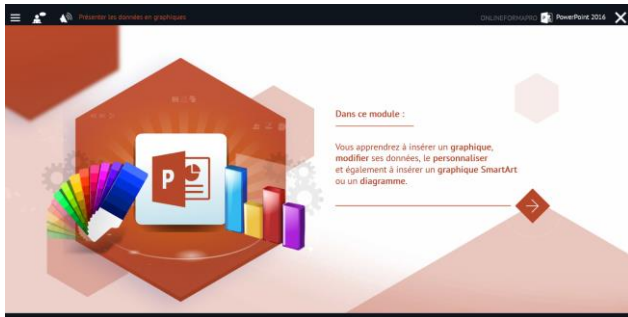 Présenter les données en graphiques
ONLINEFORMAPRO PowerPoint 2016
Dans ce module :
Vous apprendrez à insérer un graphique,
modifier ses données, le personnaliser
et également à insérer un graphique SmartArt
ou un diagramme.
P